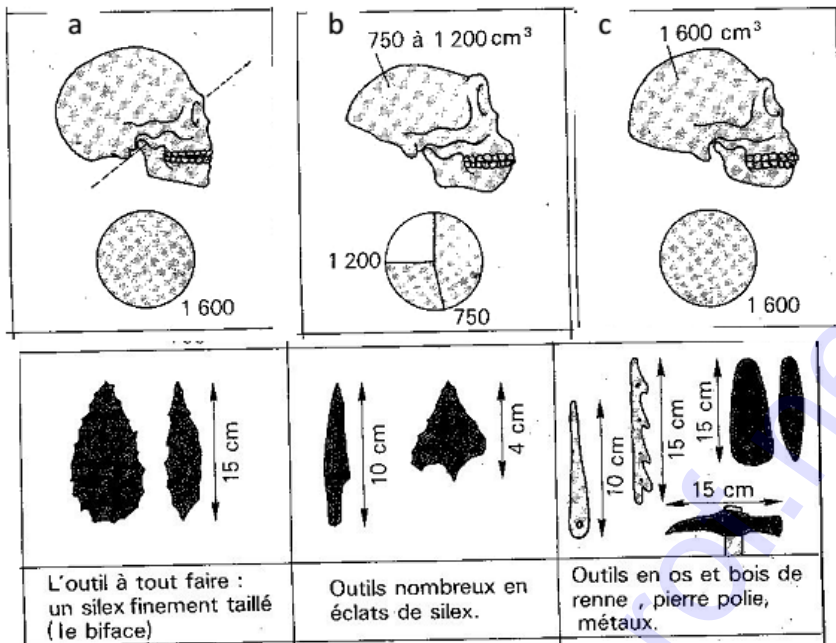 a
b
c
750 à 1 200 cm³
1 600 cm³
1 600
1 200
750
1 600
15 cm
10 cm
4 cm
10 cm
15 cm
15 cm
15 cm
L'outil à tout faire :
un silex finement taillé
(le biface)
Outils nombreux en
éclats de silex.
Outils en os et bois de
renne, pierre polie,
métaux.